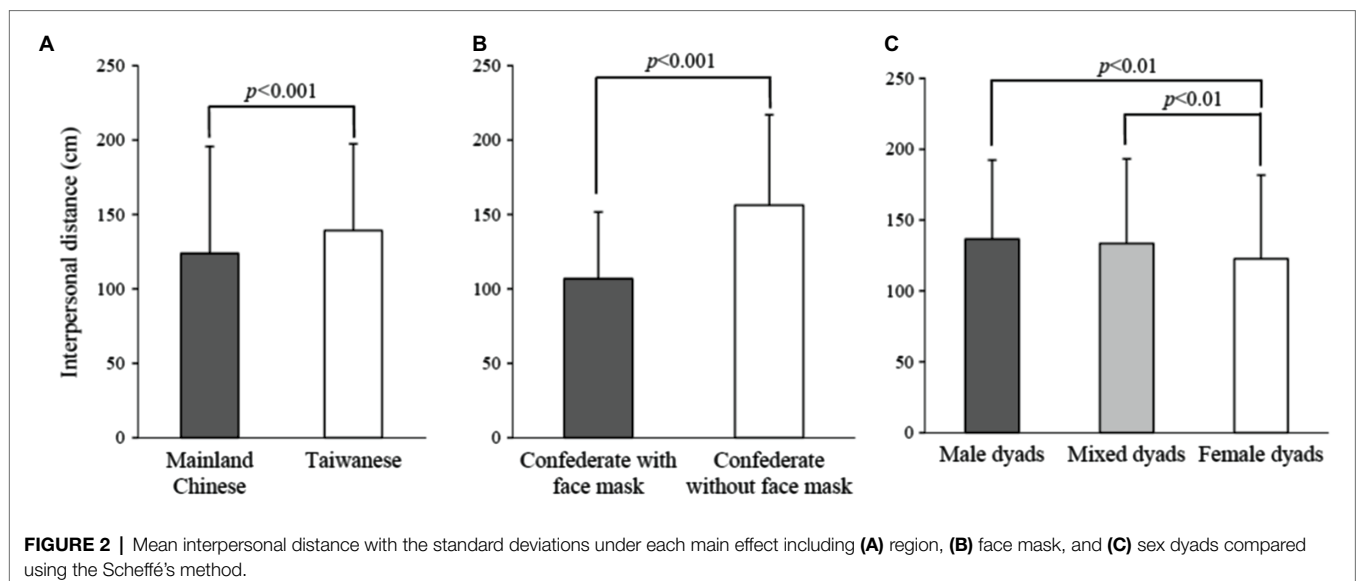 A
B
C
Interpersonal distance (cm)
250
200
150
100
50
0
p<0.001
Mainland
Chinese
Taiwanese
250
200
150
100
50
0
p<0.001
Confederate with
face mask
Confederate
without face mask
250
200
150
100
50
0
p<0.01
p<0.01
Male dyads
Mixed dyads
Female dyads
FIGURE 2 | Mean interpersonal distance with the standard deviations under each main effect including (A) region, (B) face mask, and (C) sex dyads compared
using the Scheffé’s method.